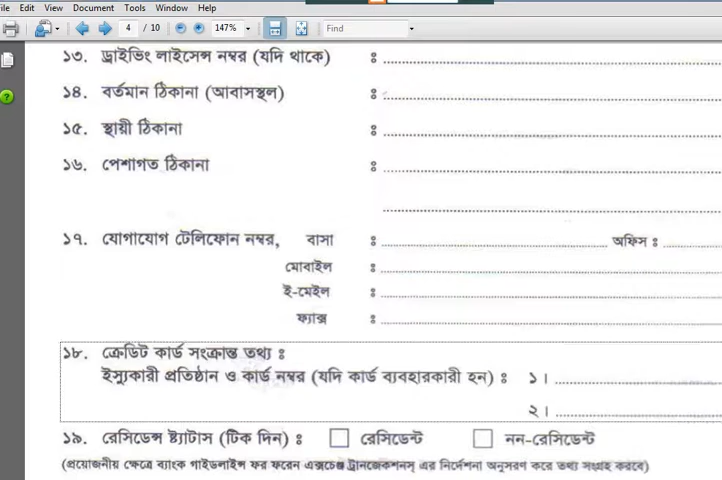 File Edit View Document Tools Window Help
4 / 10 147% Find
১৩. ড্রাইভিং লাইসেন্স নম্বর (যদি থাকে) :
১৪. বর্তমান ঠিকানা (আবাসস্থল) :
১৫. স্থায়ী ঠিকানা :
১৬. পেশাগত ঠিকানা :
১৭. যোগাযোগ টেলিফোন নম্বর, বাসা : অফিস :
মোবাইল :
ই-মেইল :
ফ্যাক্স :
১৮. ক্রেডিট কার্ড সংক্রান্ত তথ্য :
ইস্যুকারী প্রতিষ্ঠান ও কার্ড নম্বর (যদি কার্ড ব্যবহারকারী হন) : ১।
২।
১৯. রেসিডেন্স ষ্ট্যাটাস (টিক দিন) : রেসিডেন্ট নন-রেসিডেন্ট
(প্রয়োজনীয় ক্ষেত্রে ব্যাংক গাইডলাইন্স ফর ফরেন এক্সচেঞ্জ ট্রানজেকশনস্ এর নির্দেশনা অনুসরণ করে তথ্য সংগ্রহ করবে)